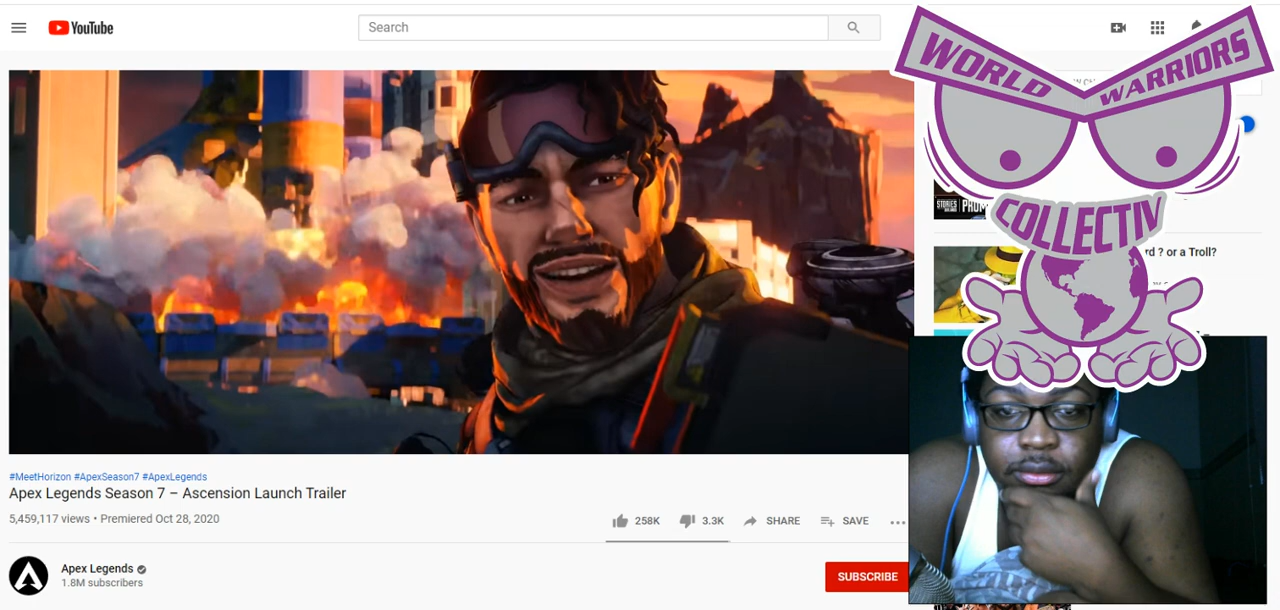 YouTube
Search
WORLD WARRIORS
COLLECTIV
STORIES
rd ? or a Troll?
#MeetHorizon #ApexSeason7 #ApexLegends
Apex Legends Season 7 – Ascension Launch Trailer
5,459,117 views • Premiered Oct 28, 2020
258K 3.3K SHARE SAVE
Apex Legends
1.8M subscribers
SUBSCRIBE